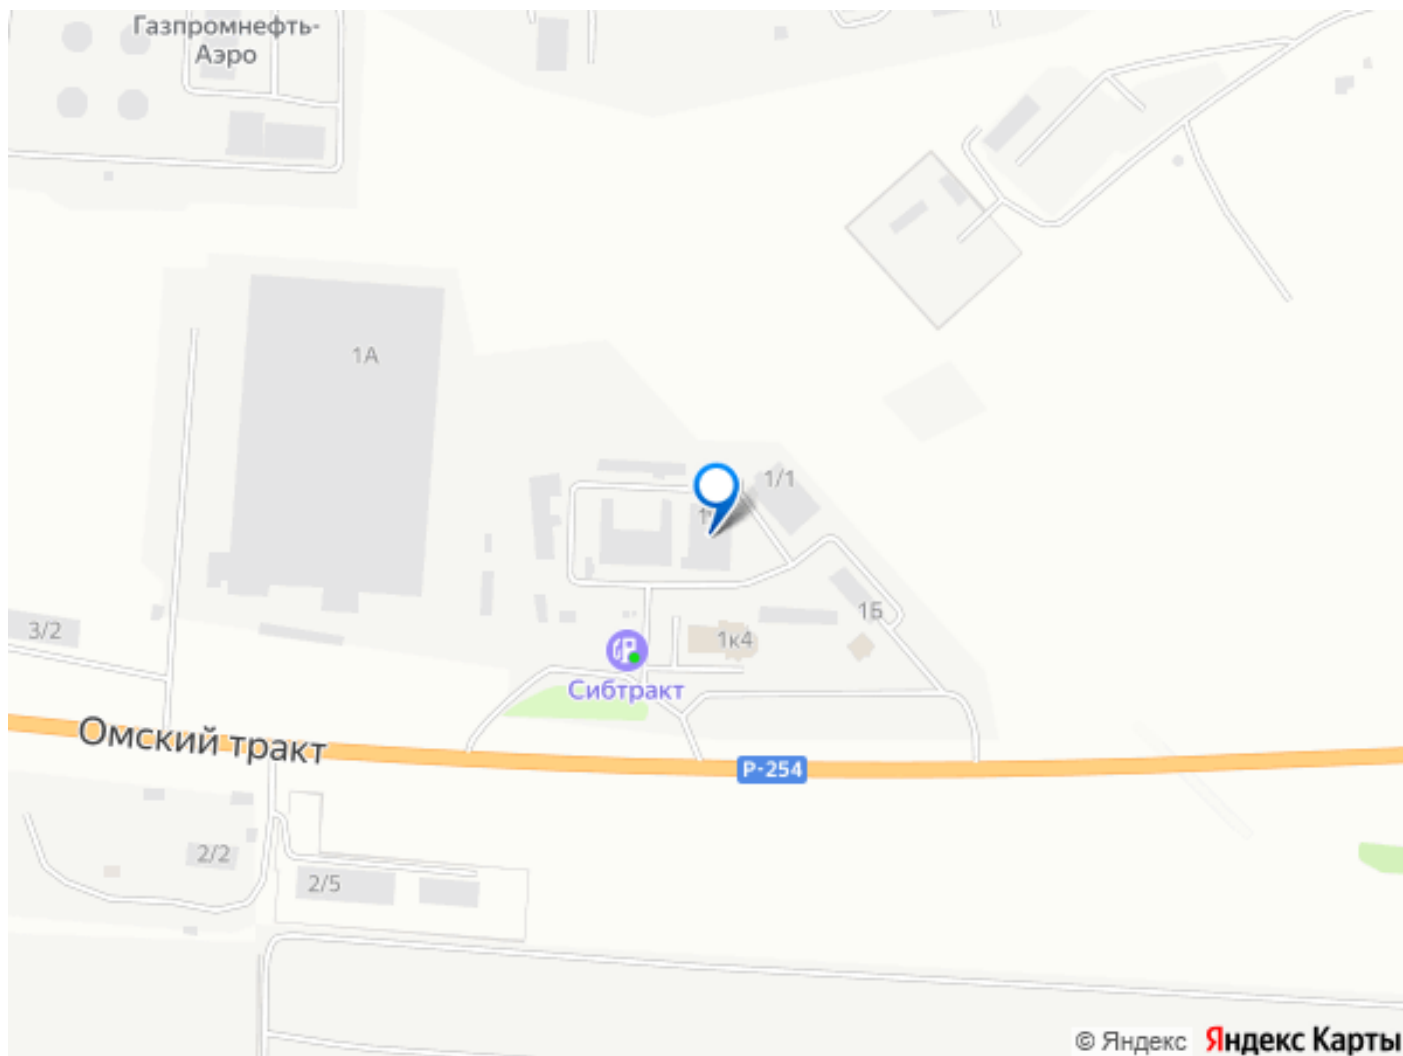 Газпромнефть-
Аэро
1А
1/1
3/2
1Б
1к4
Сибтракт
Омский тракт
Р-254
2/2
2/5
© Яндекс Яндекс Карты